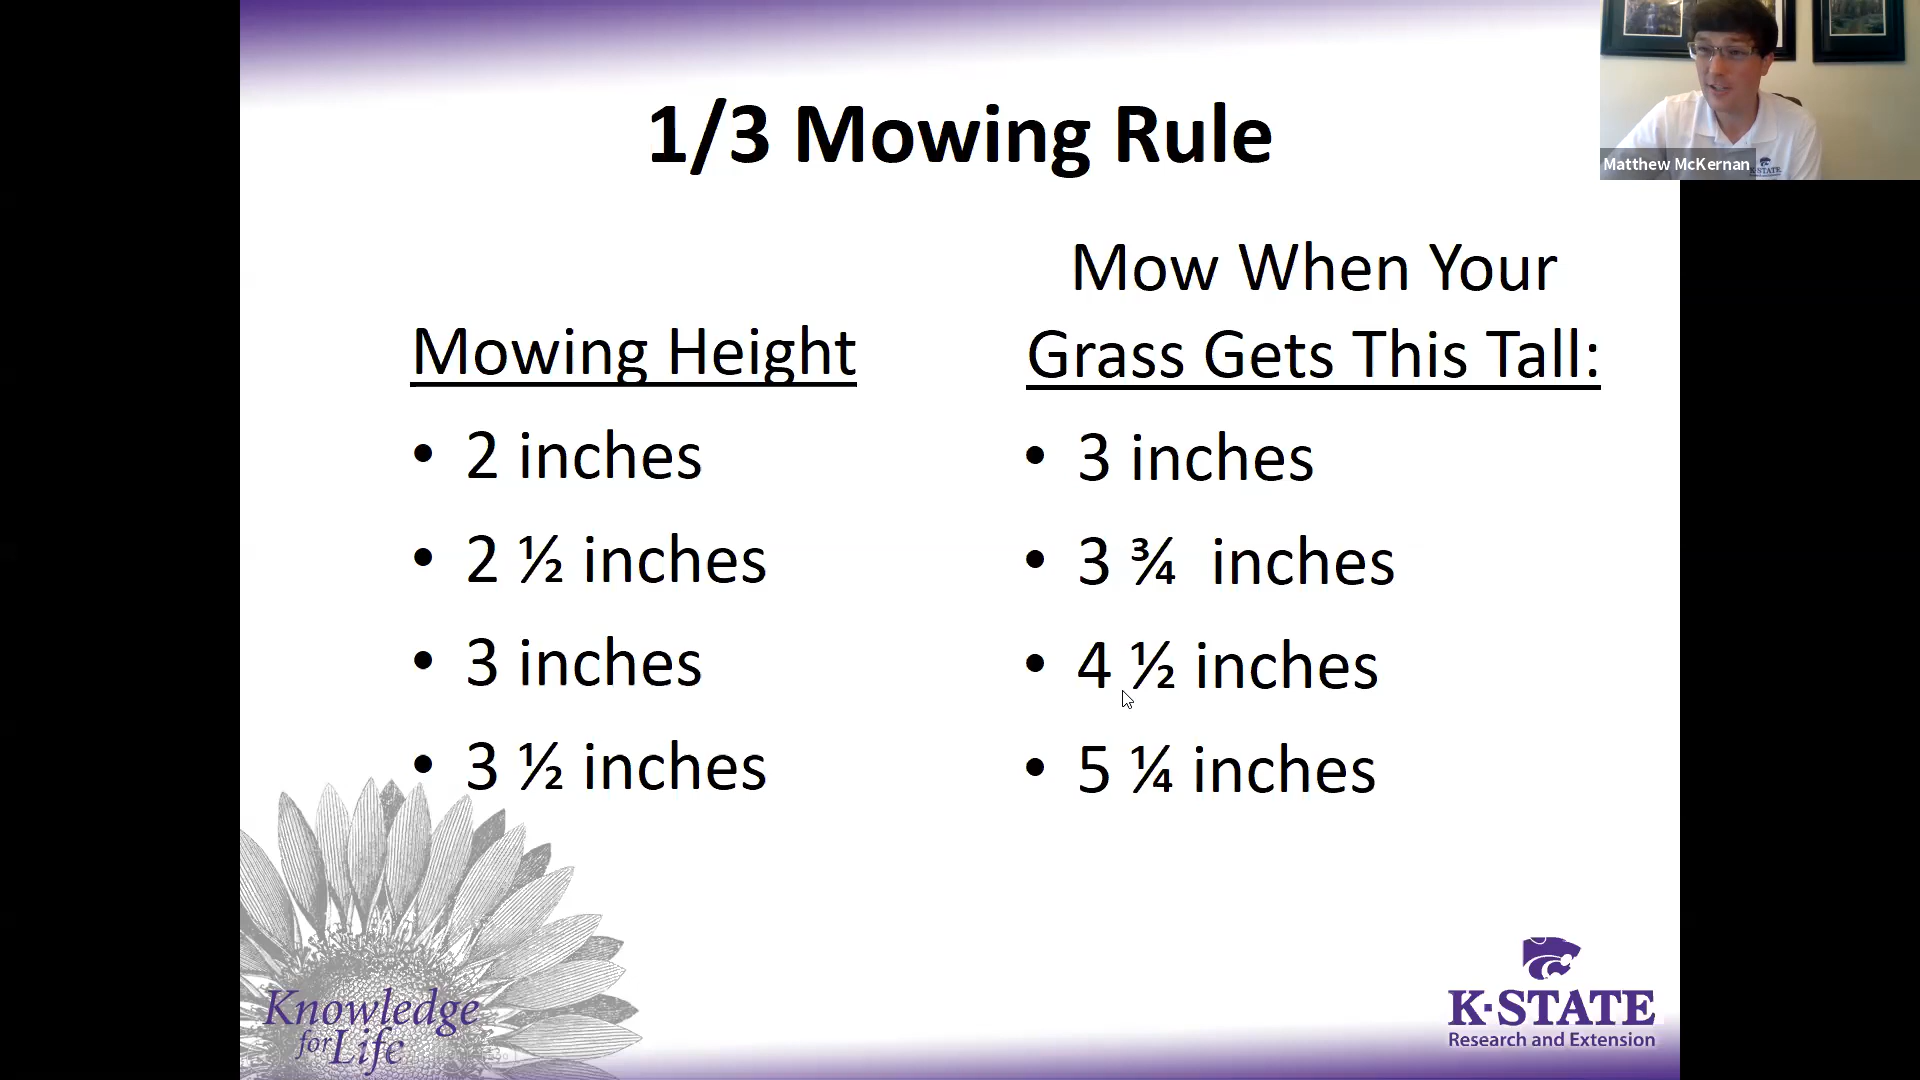 1/3 Mowing Rule
Matthew McKernan
K-STATE
Mowing Height
• 2 inches
• 2 ½ inches
• 3 inches
• 3 ½ inches
Mow When Your
Grass Gets This Tall:
• 3 inches
• 3 ¾ inches
• 4 ½ inches
• 5 ¼ inches
Knowledge
for Life
K·STATE
Research and Extension